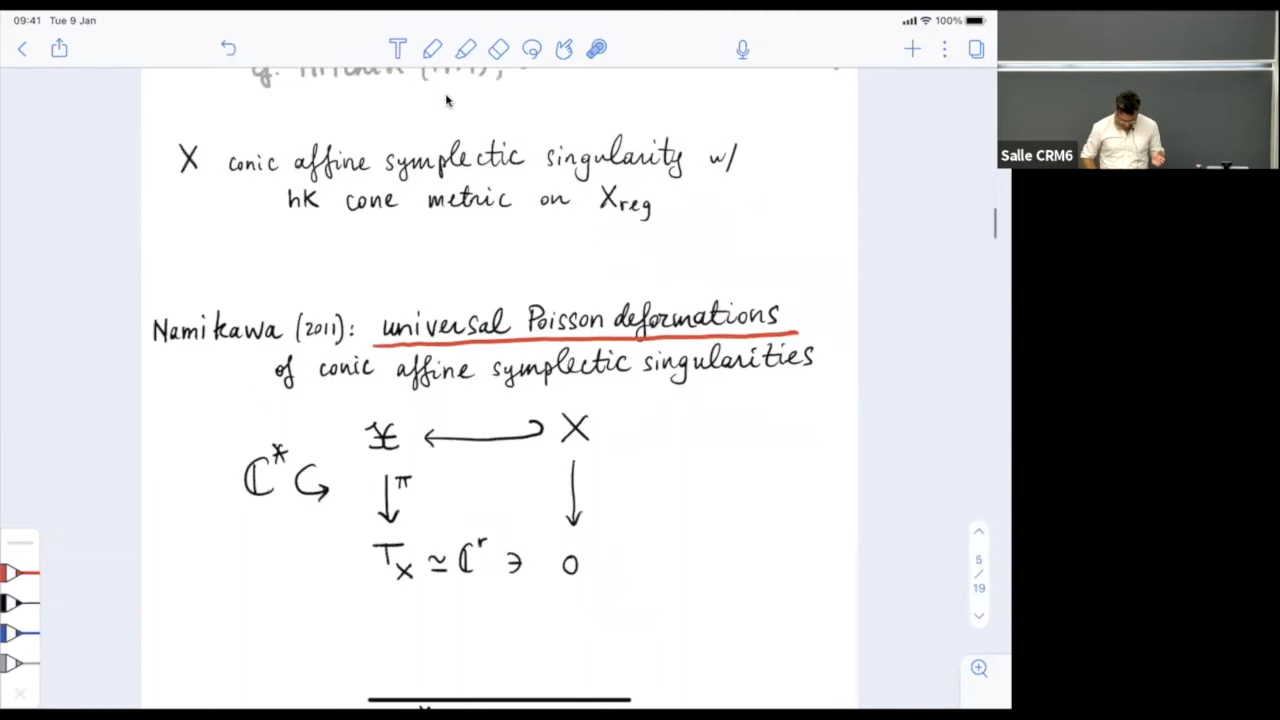 09:41 Tue 9 Jan
100%
X conic affine symplectic singularity w/
hK cone metric on X_reg
Salle CRM6
Namikawa (2011): universal Poisson deformations
of conic affine symplectic singularities
X
ℂ* π
T_X ≃ ℂ^r ∋ 0
5
/
19